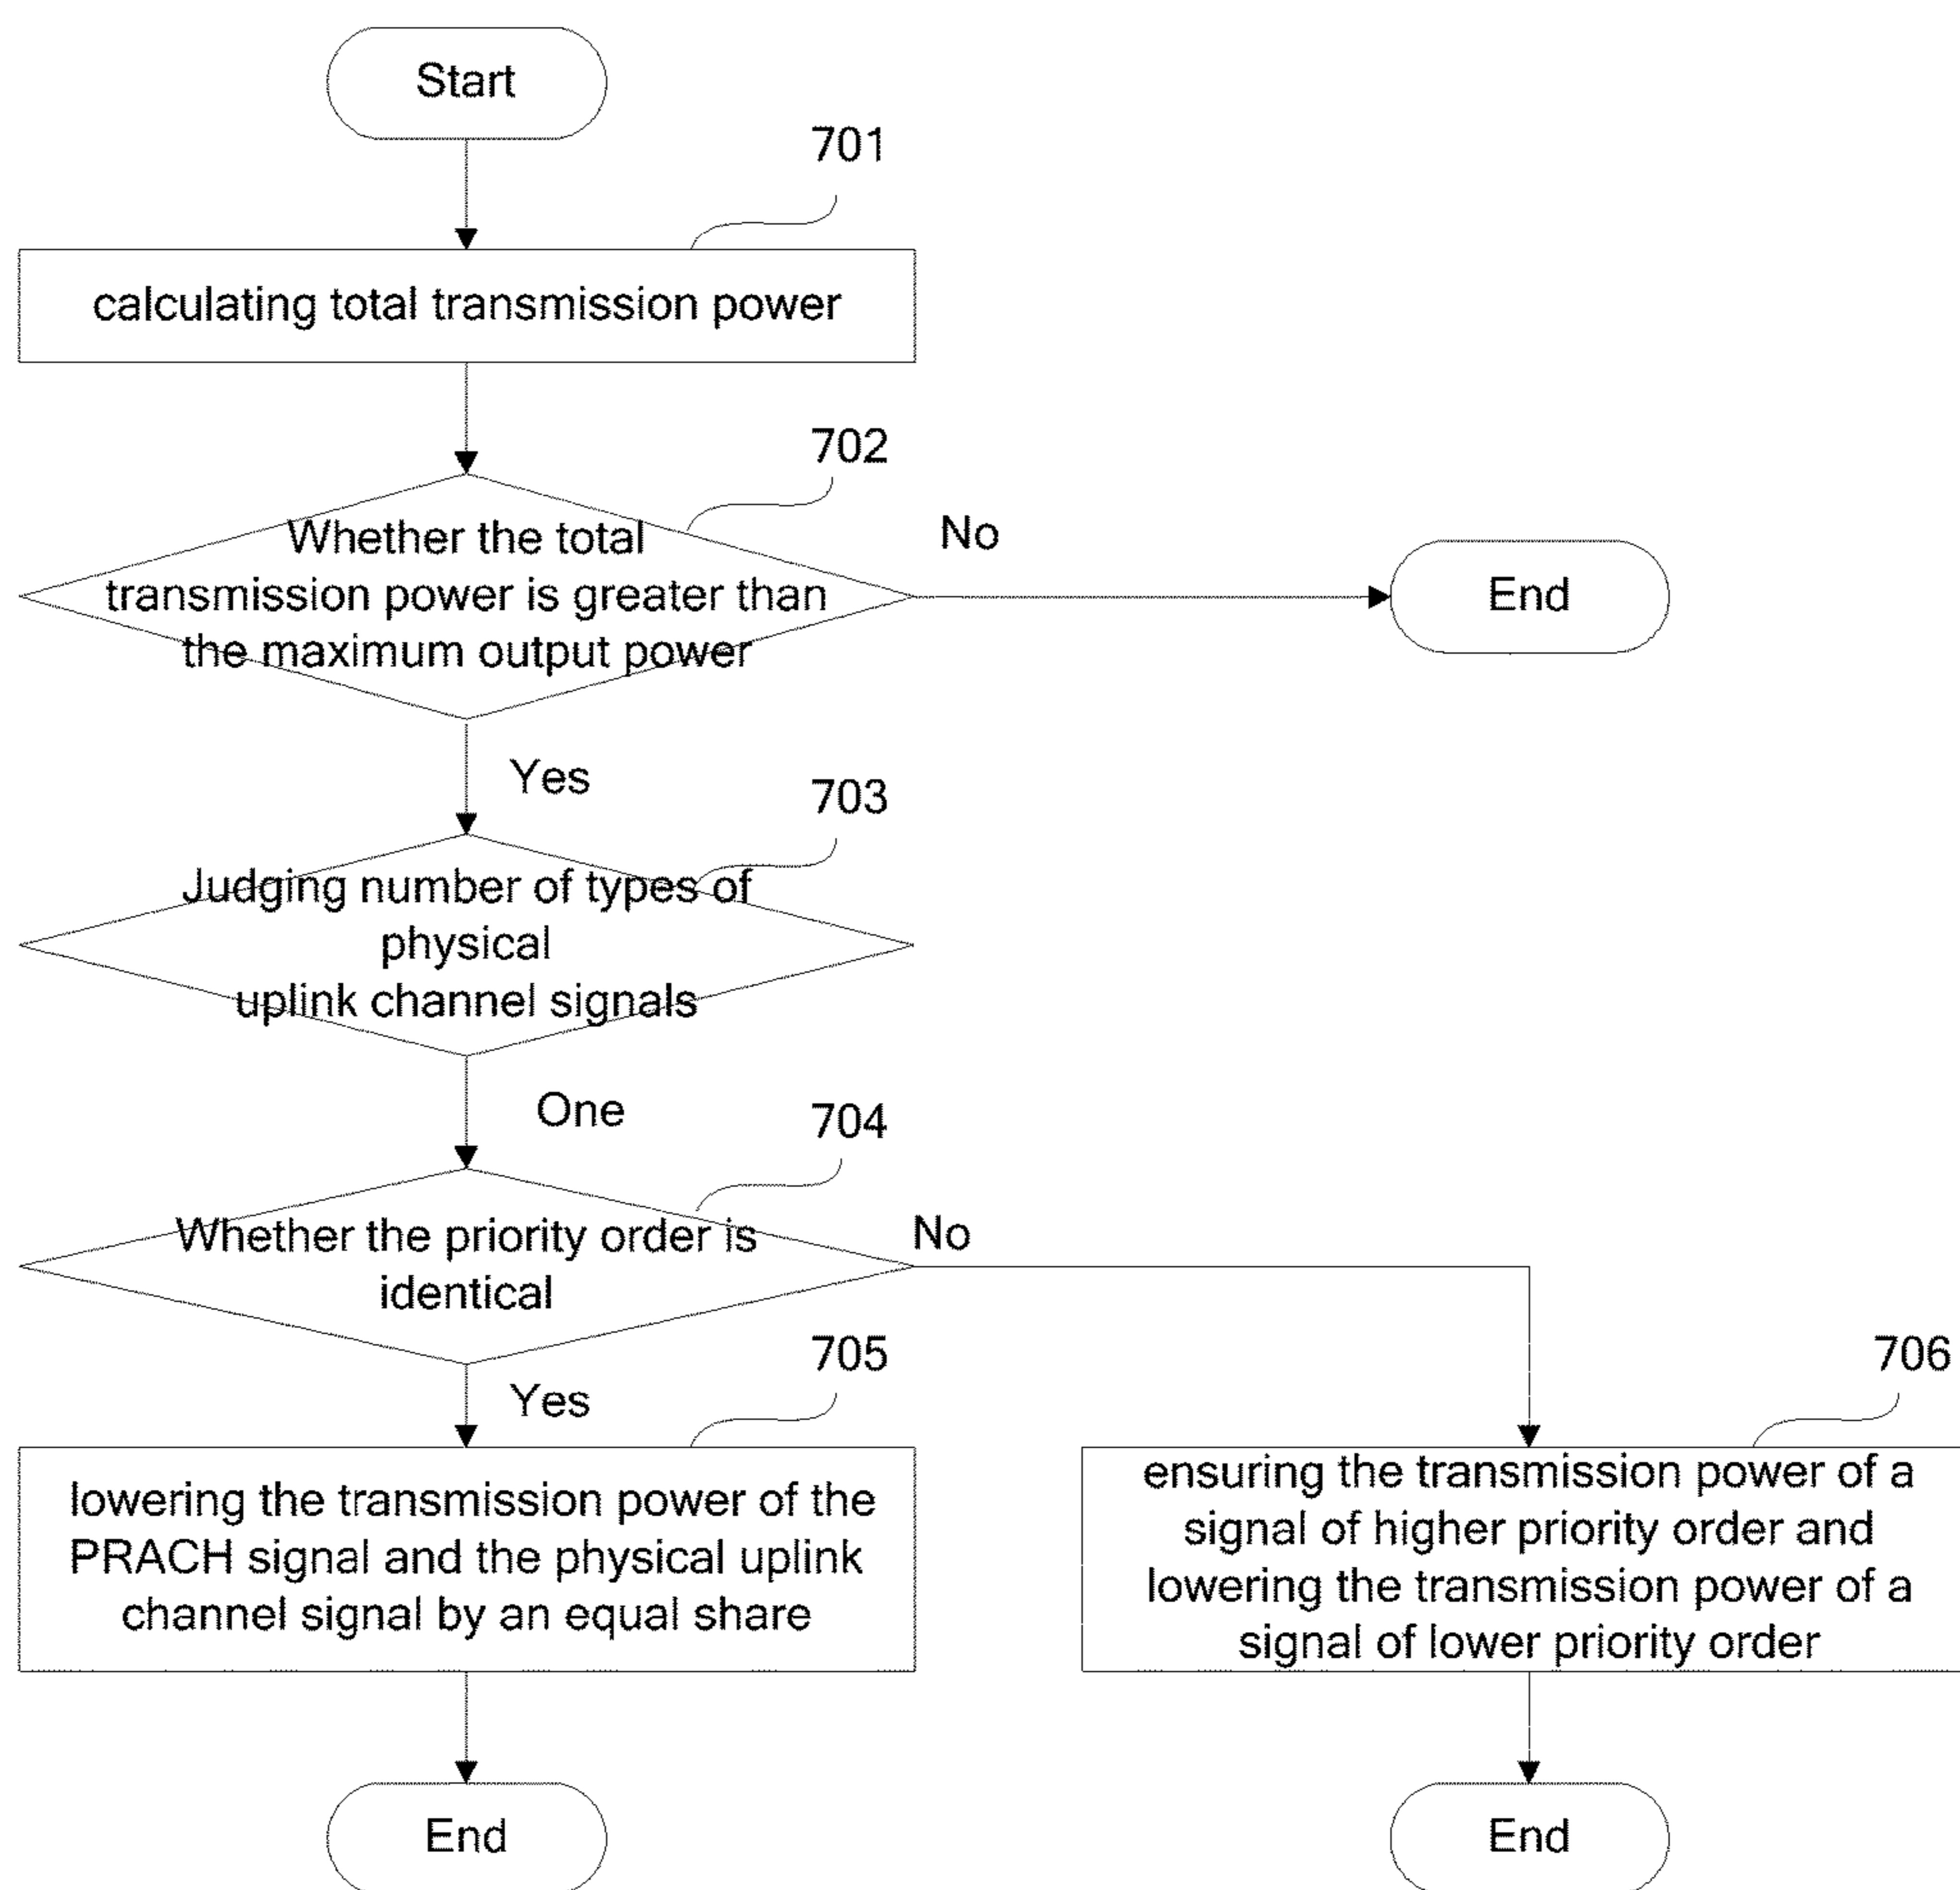 Start
701
calculating total transmission power
702
Whether the total
transmission power is greater than
the maximum output power
No
End
Yes
703
Judging number of types of
physical
uplink channel signals
One
704
Whether the priority order is
identical
No
Yes
705
lowering the transmission power of the
PRACH signal and the physical uplink
channel signal by an equal share
706
ensuring the transmission power of a
signal of higher priority order and
lowering the transmission power of a
signal of lower priority order
End
End